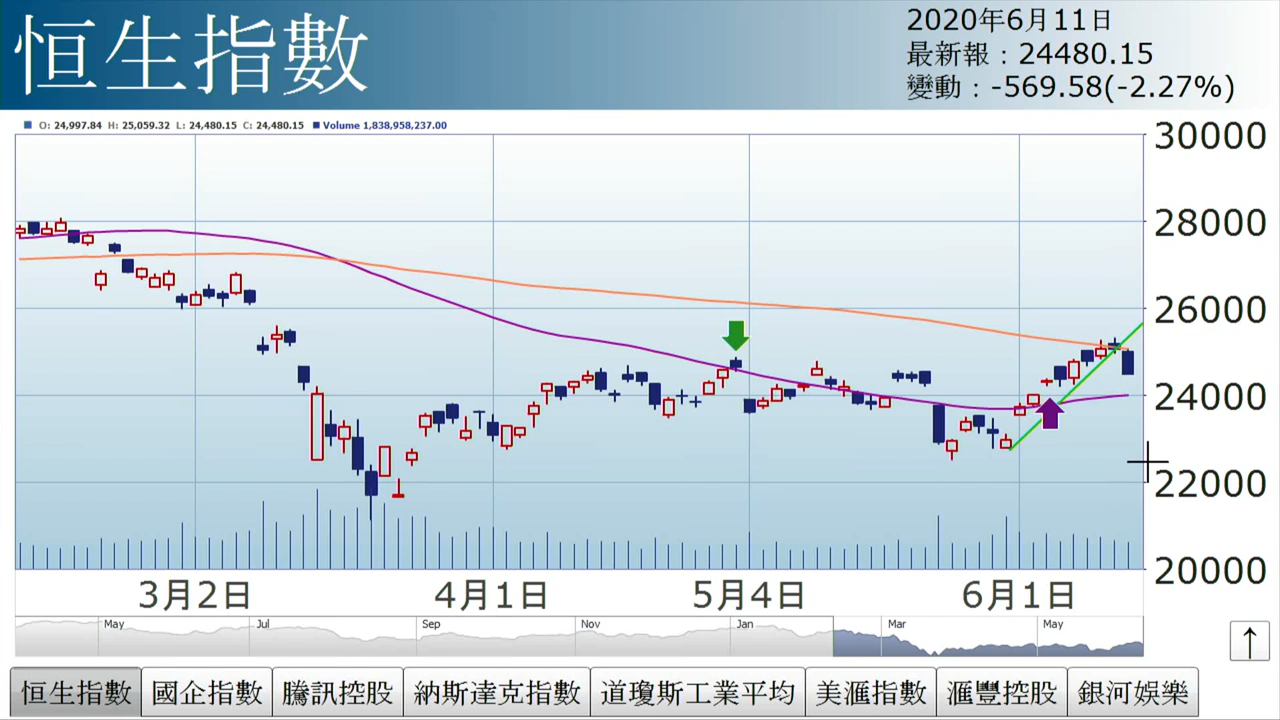 恒生指數
2020年6月11日
最新報：24480.15
變動：-569.58(-2.27%)
O: 24,997.84 H: 25,059.32 L: 24,480.15 C: 24,480.15 Volume 1,838,958,237.00
30000
28000
26000
24000
22000
20000
3月2日 4月1日 5月4日 6月1日
May Jul Sep Nov Jan Mar May
恒生指數 國企指數 騰訊控股 納斯達克指數 道瓊斯工業平均 美滙指數 滙豐控股 銀河娛樂